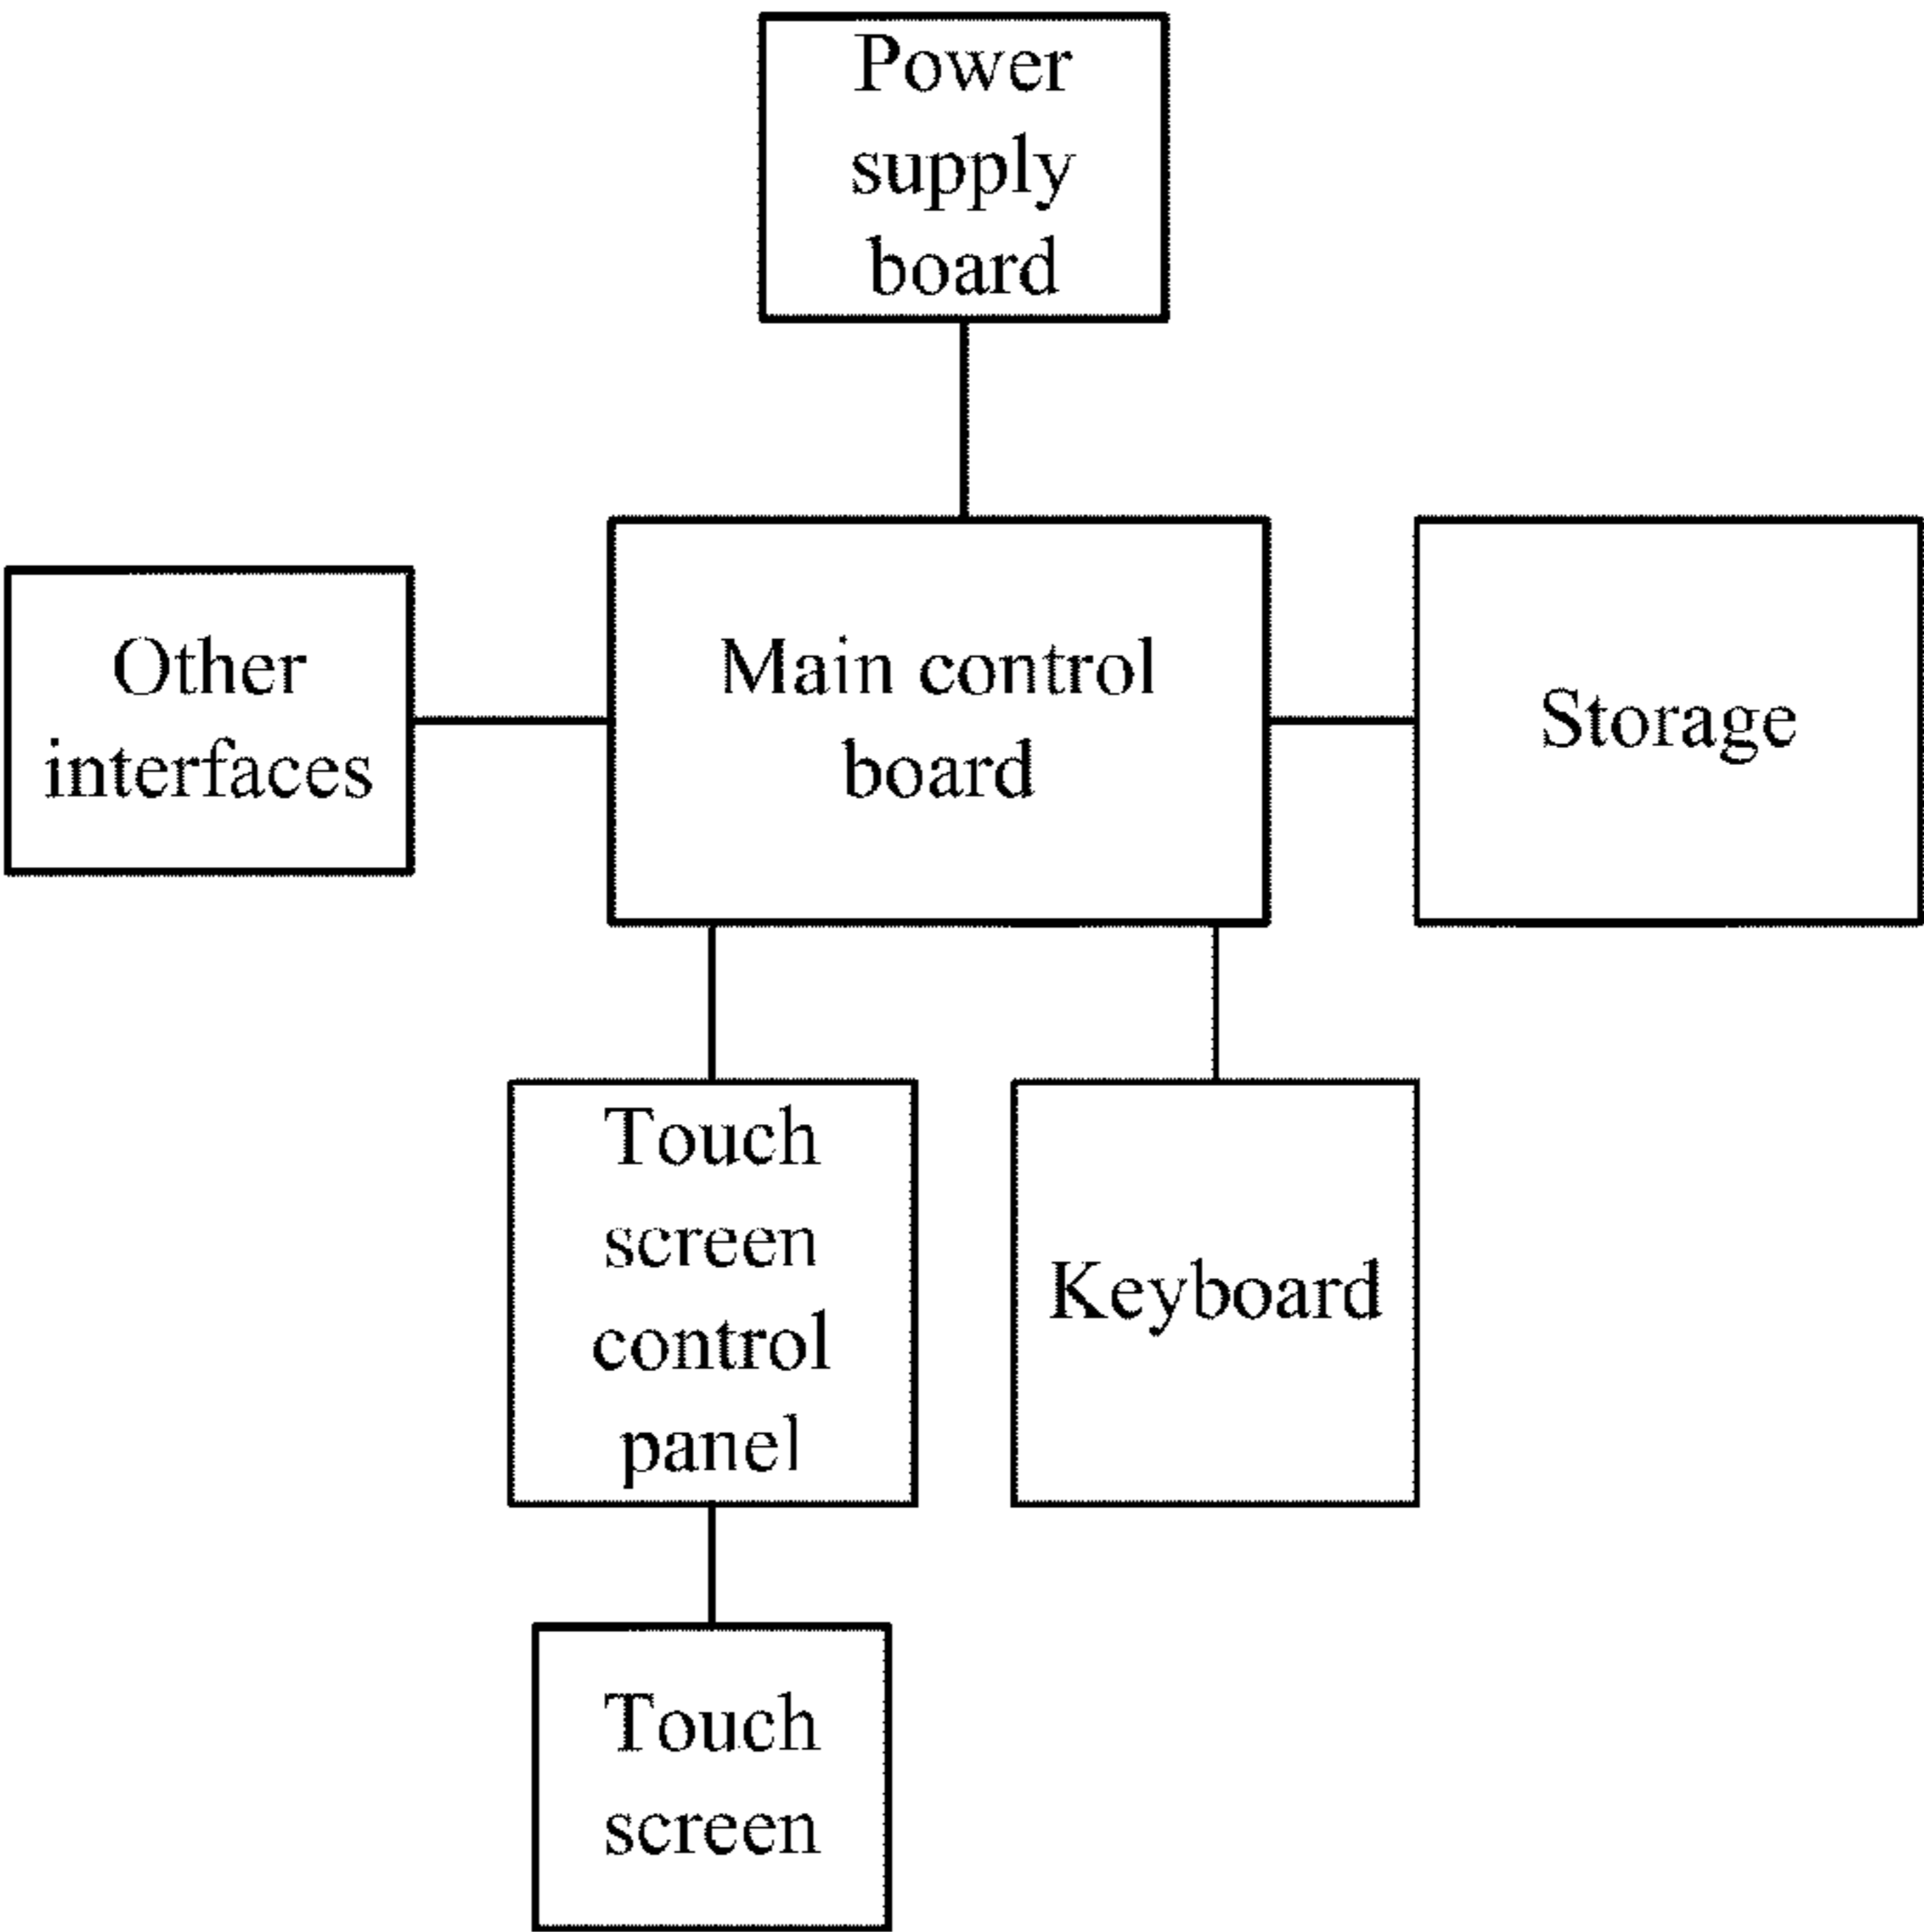 Power
supply
board
Other
interfaces
Main control
board
Storage
Touch
screen
control
panel
Keyboard
Touch
screen